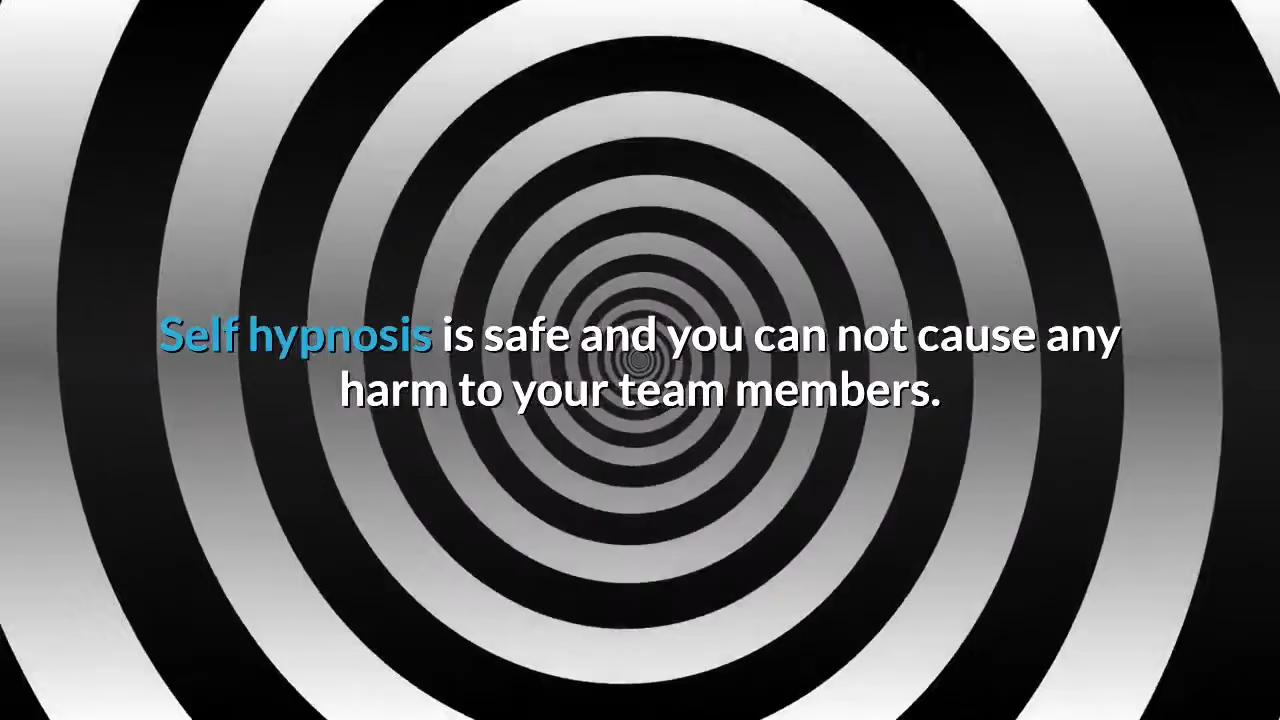 Self hypnosis is safe and you can not cause any
harm to your team members.